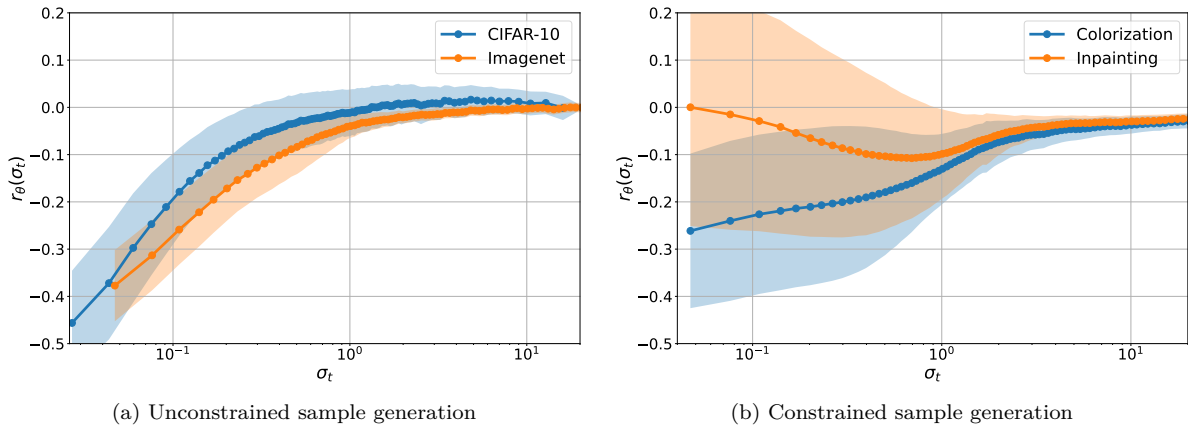 0.2
0.1
0.0
−0.1
−0.2
−0.3
−0.4
−0.5
rθ(σt)
10⁻¹
10⁰
10¹
σt
CIFAR-10
Imagenet
(a) Unconstrained sample generation
0.2
0.1
0.0
−0.1
−0.2
−0.3
−0.4
−0.5
rθ(σt)
10⁻¹
10⁰
10¹
σt
Colorization
Inpainting
(b) Constrained sample generation